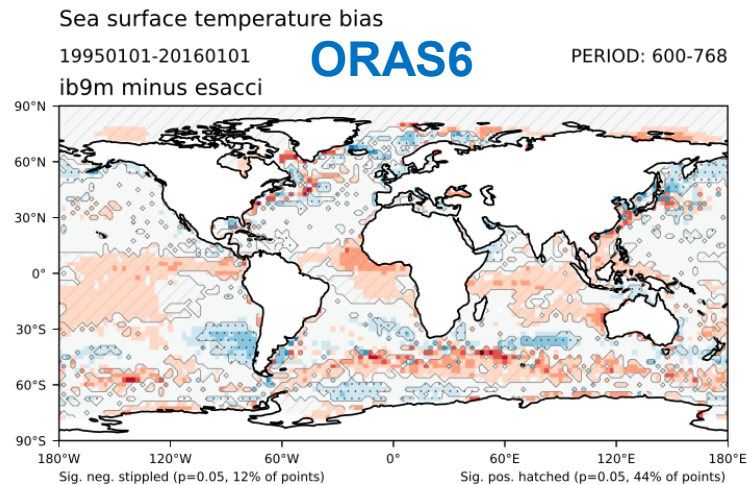 Sea surface temperature bias
19950101-20160101 ORAS6 PERIOD: 600-768
ib9m minus esacci
90°N
60°N
30°N
0°
30°S
60°S
90°S
180°W 120°W 60°W 0° 60°E 120°E 180°E
Sig. neg. stippled (p=0.05, 12% of points) Sig. pos. hatched (p=0.05, 44% of points)